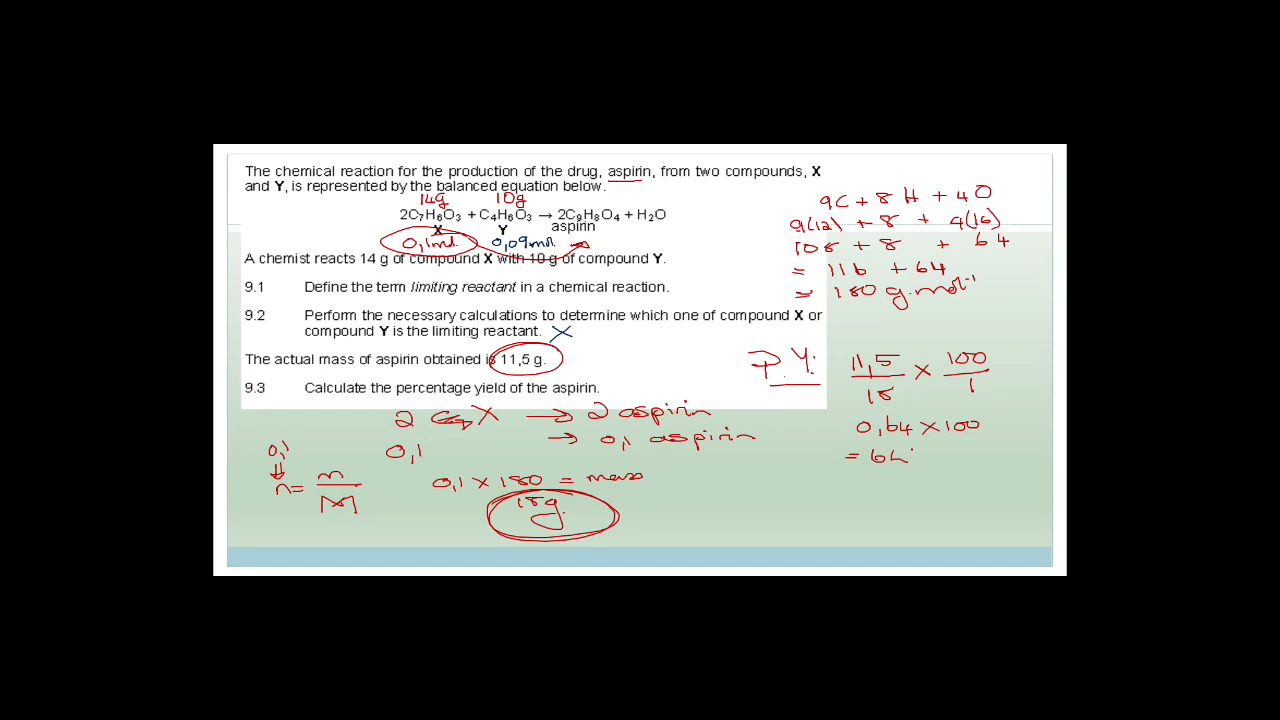 The chemical reaction for the production of the drug, aspirin, from two compounds, X
and Y, is represented by the balanced equation below.
14g 10g
2C₇H₆O₃ + C₄H₆O₃ → 2C₉H₈O₄ + H₂O
X Y aspirin
0,1mol. 0,09mol
A chemist reacts 14 g of compound X with 10 g of compound Y.
9.1 Define the term limiting reactant in a chemical reaction.
9.2 Perform the necessary calculations to determine which one of compound X or
compound Y is the limiting reactant. X
The actual mass of aspirin obtained is 11,5 g.
9.3 Calculate the percentage yield of the aspirin.
2 X → 2 aspirin
0,1 → 0,1 aspirin
0,1
n = m/M
0,1 × 180 = mass
18g.
9C + 8H + 4O
9(12) + 8 + 4(16)
108 + 8 + 64
= 116 + 64
= 180 g.mol⁻¹
P.Y:
11,5/18 × 100/1
0,64 × 100
= 64